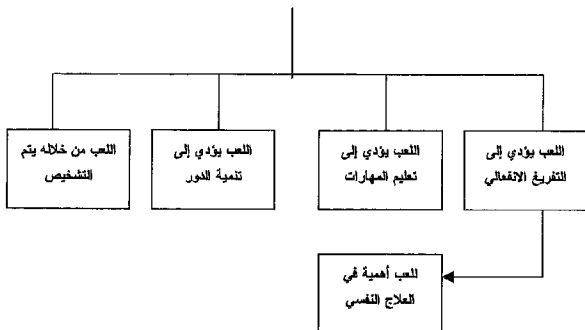 اللعب يؤدي إلى
التفريغ الانفعالي
اللعب يؤدي إلى
تعليم المهارات
اللعب يؤدي إلى
تنمية الدور
اللعب من خلاله يتم
التشخيص
للعب أهمية في
العلاج النفسي